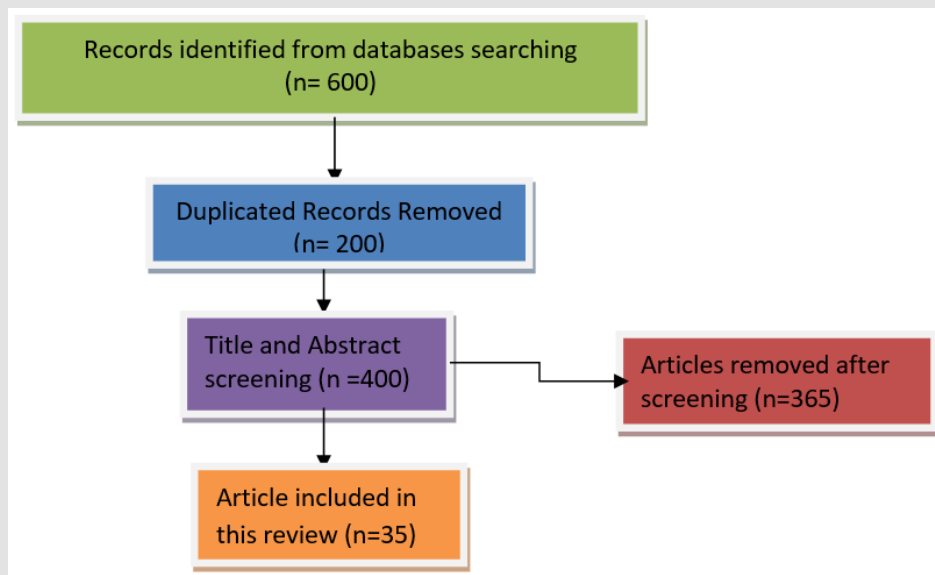 Records identified from databases searching
(n= 600)
Duplicated Records Removed
(n= 200)
Title and Abstract
screening (n =400)
Articles removed after
screening (n=365)
Article included in
this review (n=35)